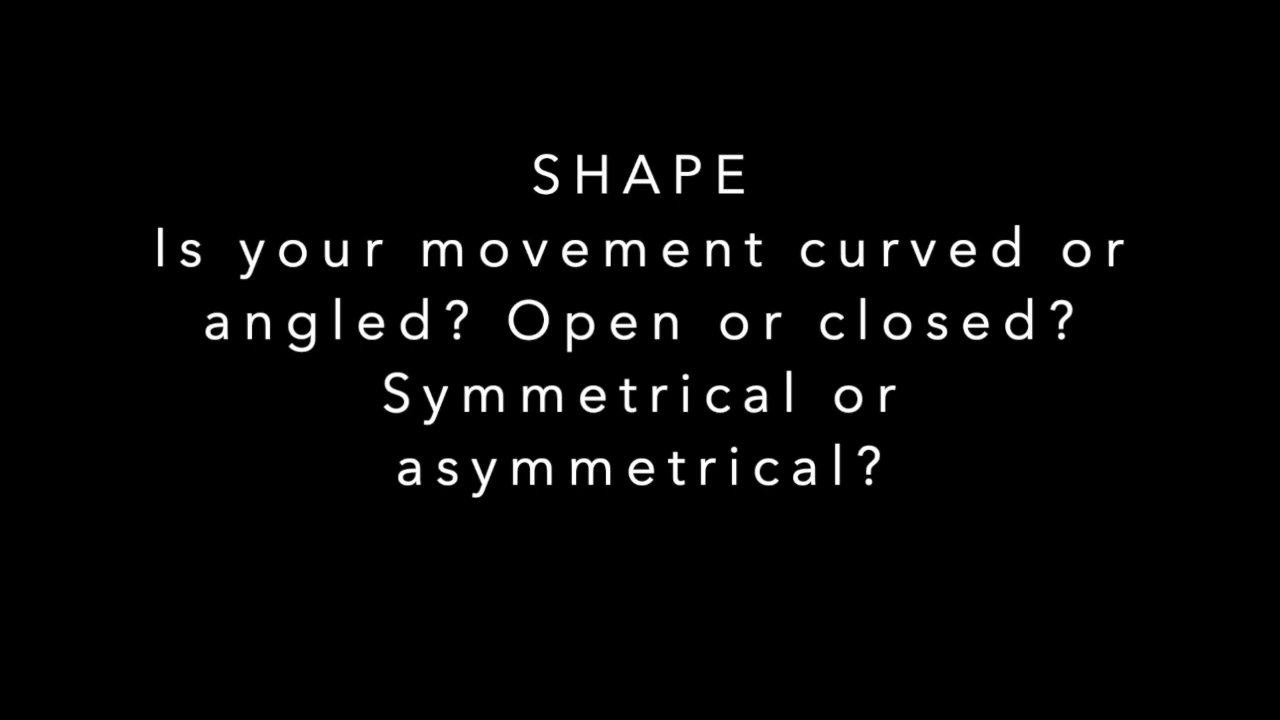 SHAPE
Is your movement curved or
angled? Open or closed?
Symmetrical or
asymmetrical?